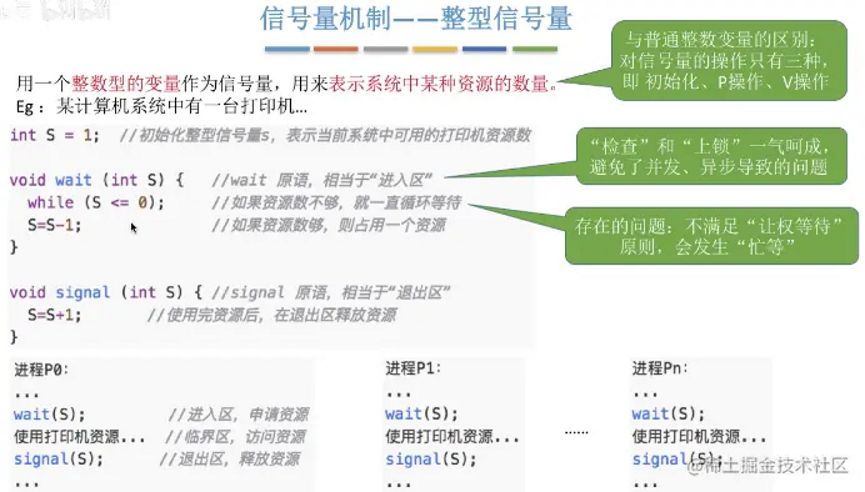 信号量机制——整型信号量
与普通整数变量的区别：
对信号量的操作只有三种，
即 初始化、P操作、V操作
用一个整数型的变量作为信号量，用来表示系统中某种资源的数量。
Eg：某计算机系统中有一台打印机...
int S = 1;  //初始化整型信号量s，表示当前系统中可用的打印机资源数
“检查”和“上锁”一气呵成，
避免了并发、异步导致的问题
void wait (int S) {  //wait 原语，相当于“进入区”
while (S <= 0);  //如果资源数不够，就一直循环等待
S=S-1;  //如果资源数够，则占用一个资源
}
存在的问题：不满足“让权等待”
原则，会发生“忙等”
void signal (int S) { //signal 原语，相当于“退出区”
S=S+1;  //使用完资源后，在退出区释放资源
}
进程P0:
...
wait(S);  //进入区，申请资源
使用打印机资源...  //临界区，访问资源
signal(S);  //退出区，释放资源
...
进程P1:
...
wait(S);
使用打印机资源...
signal(S);
...
......
进程Pn:
...
wait(S);
使用打印机资源...
signal(S);
...
@稀土掘金技术社区